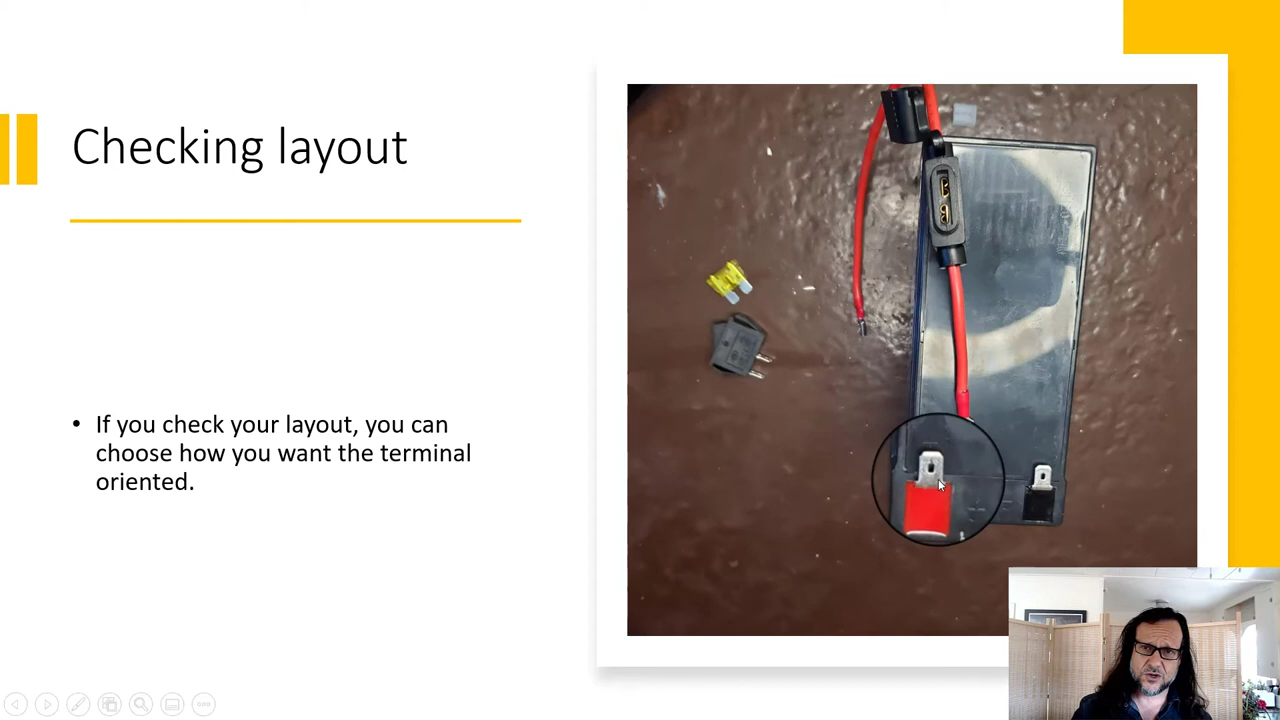 Checking layout
• If you check your layout, you can
choose how you want the terminal
oriented.